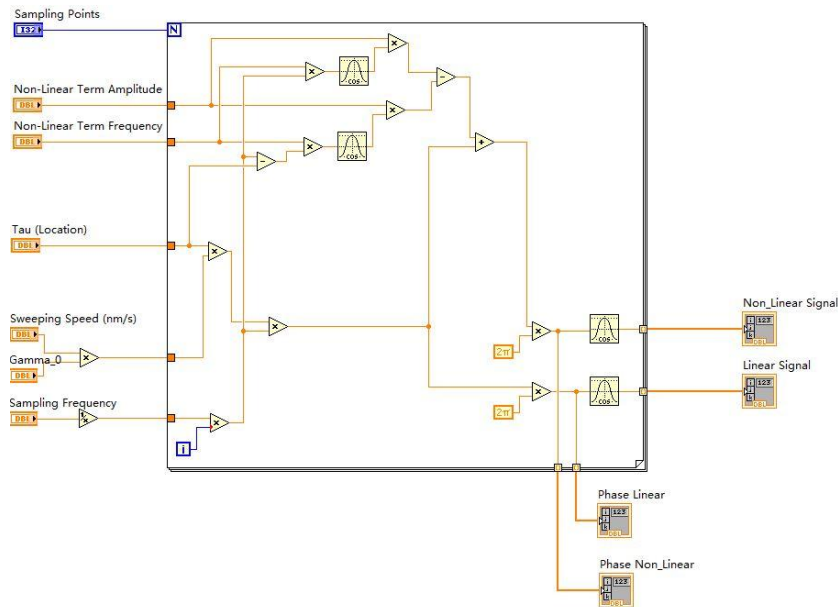 Sampling Points
I32
N
Non-Linear Term Amplitude
DBL
COS
Non-Linear Term Frequency
DBL
COS
Tau (Location)
DBL
Sweeping Speed (nm/s)
DBL
Gamma_0
DBL
Sampling Frequency
DBL
i
2π
COS
2π
COS
Non_Linear Signal
123
DBL
Linear Signal
123
DBL
Phase Linear
123
DBL
Phase Non_Linear
123
DBL